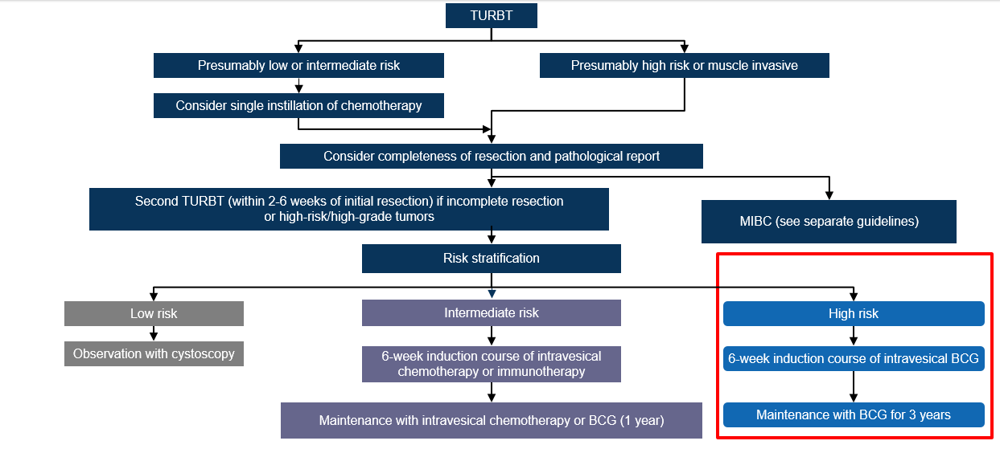 TURBT
Presumably low or intermediate risk
Presumably high risk or muscle invasive
Consider single instillation of chemotherapy
Consider completeness of resection and pathological report
Second TURBT (within 2-6 weeks of initial resection) if incomplete resection
or high-risk/high-grade tumors
MIBC (see separate guidelines)
Risk stratification
Low risk
Intermediate risk
High risk
Observation with cystoscopy
6-week induction course of intravesical
chemotherapy or immunotherapy
6-week induction course of intravesical BCG
Maintenance with intravesical chemotherapy or BCG (1 year)
Maintenance with BCG for 3 years